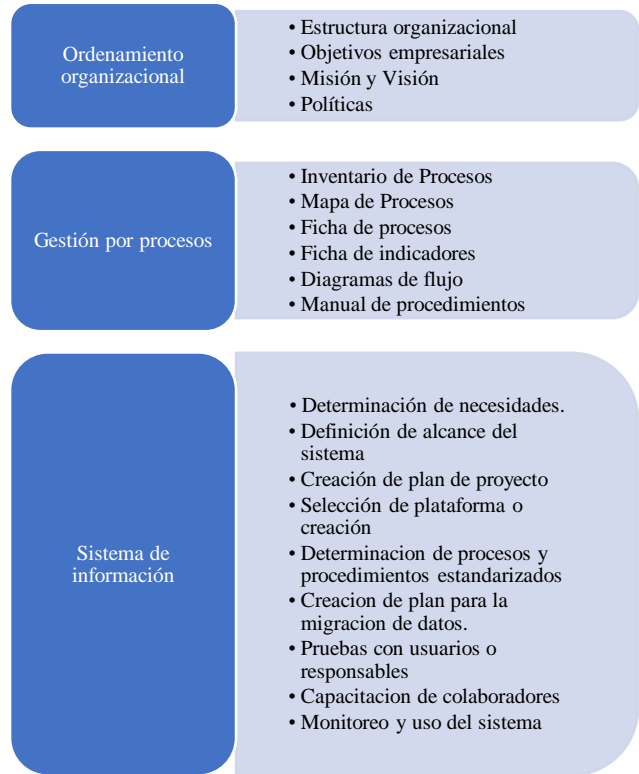 Ordenamiento
organizacional
• Estructura organizacional
• Objetivos empresariales
• Misión y Visión
• Políticas
Gestión por procesos
• Inventario de Procesos
• Mapa de Procesos
• Ficha de procesos
• Ficha de indicadores
• Diagramas de flujo
• Manual de procedimientos
Sistema de
información
• Determinación de necesidades.
• Definición de alcance del
sistema
• Creación de plan de proyecto
• Selección de plataforma o
creación
• Determinacion de procesos y
procedimientos estandarizados
• Creacion de plan para la
migracion de datos.
• Pruebas con usuarios o
responsables
• Capacitacion de colaboradores
• Monitoreo y uso del sistema